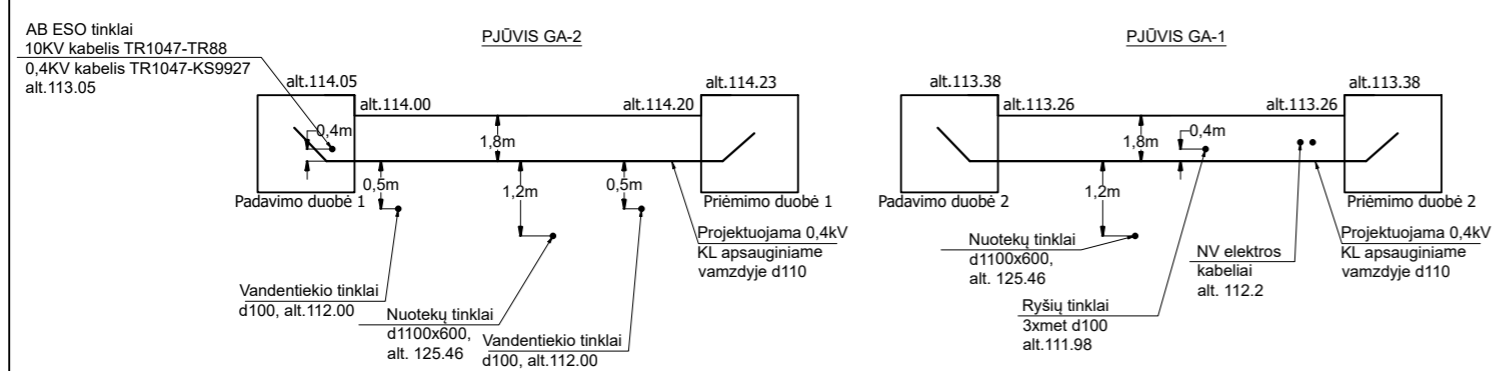 AB ESO tinklai
10KV kabelis TR1047-TR88
0,4KV kabelis TR1047-KS9927
alt.113.05
PJŪVIS GA-2
alt.114.05
alt.114.00
alt.114.20
alt.114.23
0,4m
1,8m
0,5m
1,2m
0,5m
Padavimo duobė 1
Priėmimo duobė 1
Projektuojama 0,4kV
KL apsauginiame
vamzdyje d110
Vandentiekio tinklai
d100, alt.112.00
Nuotekų tinklai
d1100x600,
alt. 125.46
Vandentiekio tinklai
d100, alt.112.00
PJŪVIS GA-1
alt.113.38
alt.113.26
alt.113.26
alt.113.38
1,8m
0,4m
1,2m
Padavimo duobė 2
Priėmimo duobė 2
Nuotekų tinklai
d1100x600,
alt. 125.46
Ryšių tinklai
3xmet d100
alt.111.98
NV elektros
kabeliai
alt. 112.2
Projektuojama 0,4kV
KL apsauginiame
vamzdyje d110